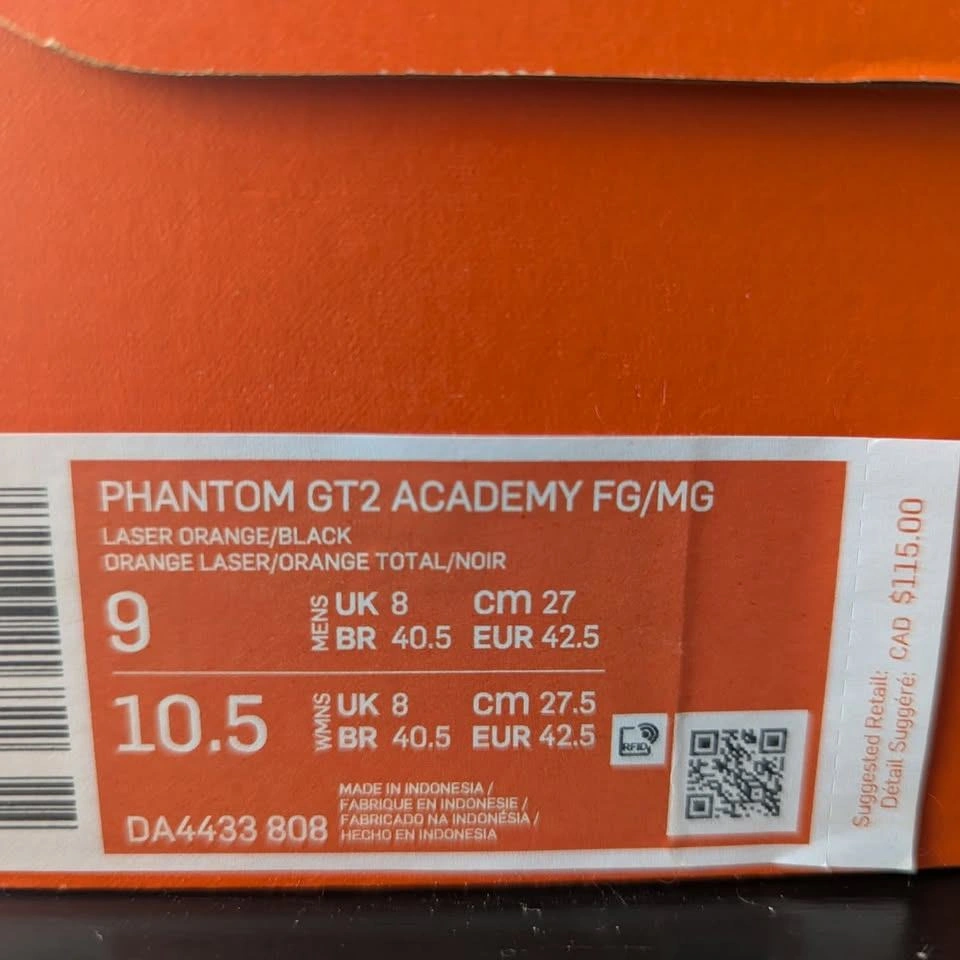 PHANTOM GT2 ACADEMY FG/MG
LASER ORANGE/BLACK
ORANGE LASER/ORANGE TOTAL/NOIR
9
MENS
UK 8 cm 27
BR 40.5 EUR 42.5
10.5
WMNS
UK 8 cm 27.5
BR 40.5 EUR 42.5
RFID
MADE IN INDONESIA /
FABRIQUE EN INDONESIE /
FABRICADO NA INDONÉSIA /
HECHO EN INDONESIA
DA4433 808
Suggested Retail:
Détail Suggéré: CAD $115.00